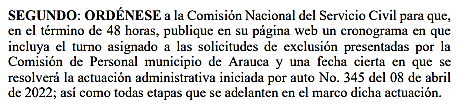 SEGUNDO: ORDÉNESE a la Comisión Nacional del Servicio Civil para que,
en el término de 48 horas, publique en su página web un cronograma en que
incluya el turno asignado a las solicitudes de exclusión presentadas por la
Comisión de Personal municipio de Arauca y una fecha cierta en que se
resolverá la actuación administrativa iniciada por auto No. 345 del 08 de abril
de 2022; así como todas etapas que se adelanten en el marco dicha actuación.